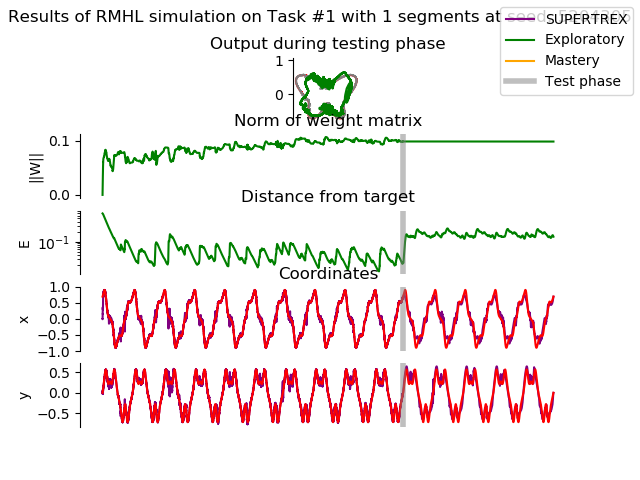 Results of RMHL simulation on Task #1 with 1 segments at
SUPERTREX
Exploratory
Mastery
Test phase
Output during testing phase
1
0
Norm of weight matrix
0.1
0.0
||W||
Distance from target
10⁻¹
E
Coordinates
1.0
0.5
0.0
−0.5
−1.0
x
0.5
0.0
−0.5
y